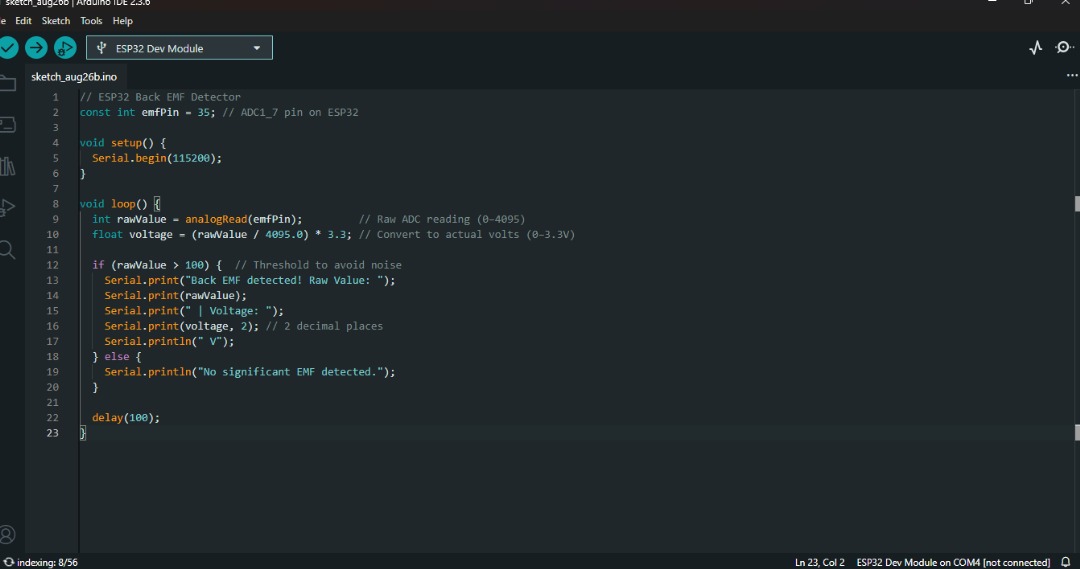 sketch_aug26b | Arduino IDE 2.3.6
Edit Sketch Tools Help
ESP32 Dev Module
sketch_aug26b.ino
1 // ESP32 Back EMF Detector
2 const int emfPin = 35; // ADC1_7 pin on ESP32
3
4 void setup() {
5 Serial.begin(115200);
6 }
7
8 void loop() {
9 int rawValue = analogRead(emfPin); // Raw ADC reading (0-4095)
10 float voltage = (rawValue / 4095.0) * 3.3; // Convert to actual volts (0-3.3V)
11
12 if (rawValue > 100) { // Threshold to avoid noise
13 Serial.print("Back EMF detected! Raw Value: ");
14 Serial.print(rawValue);
15 Serial.print(" | Voltage: ");
16 Serial.print(voltage, 2); // 2 decimal places
17 Serial.println(" V");
18 } else {
19 Serial.println("No significant EMF detected.");
20 }
21
22 delay(100);
23 }
indexing: 8/56 Ln 23, Col 2 ESP32 Dev Module on COM4 [not connected]